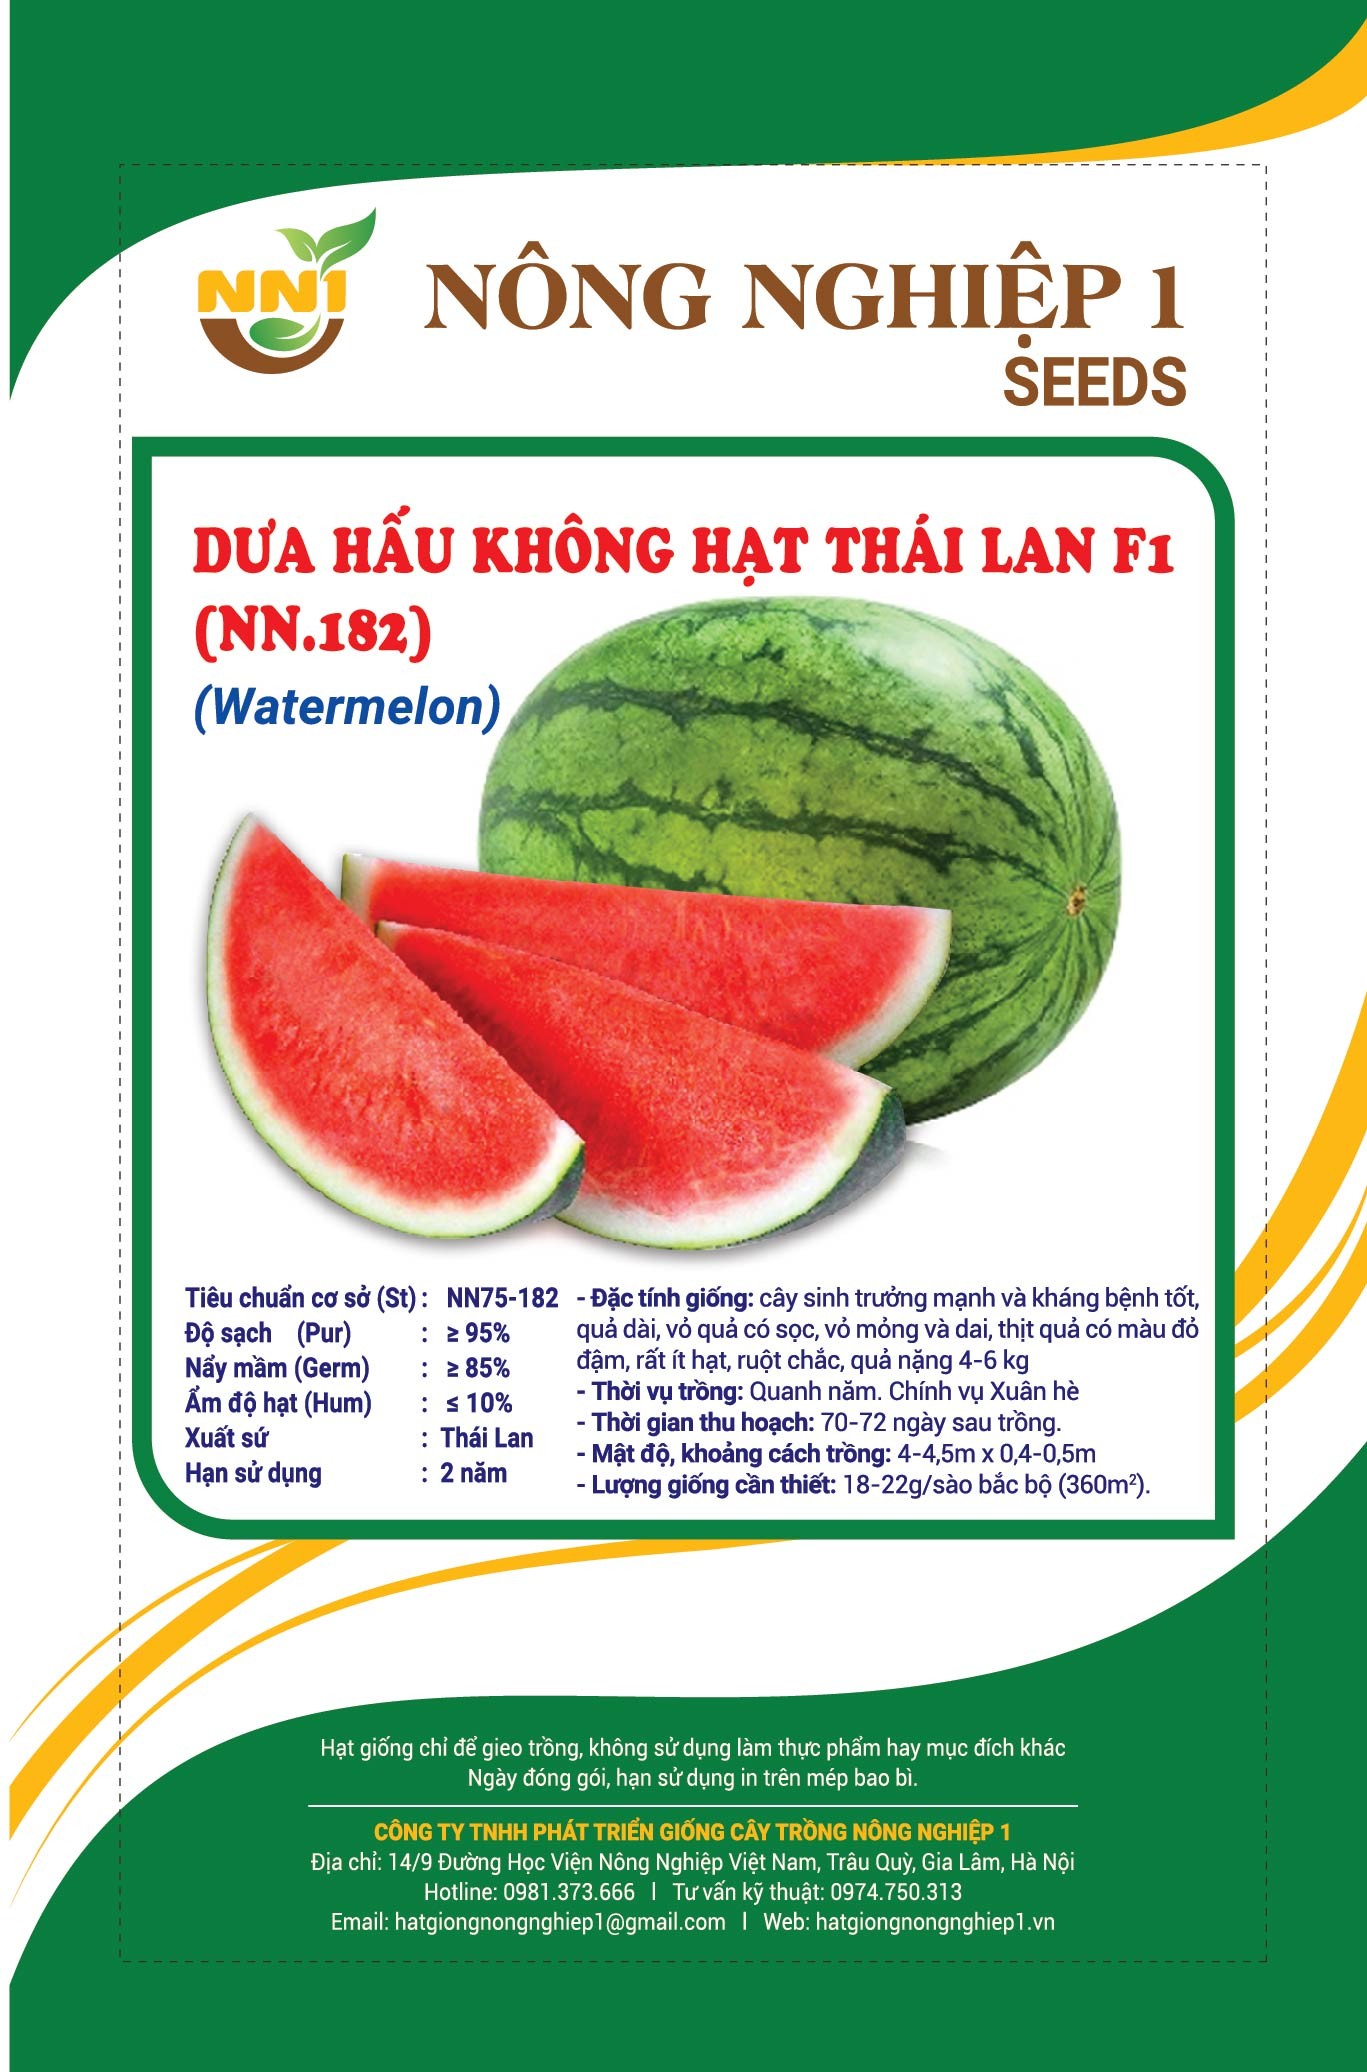 NN1
NÔNG NGHIỆP 1
SEEDS
DƯA HẤU KHÔNG HẠT THÁI LAN F1
(NN.182)
(Watermelon)
Tiêu chuẩn cơ sở (St) : NN75-182
Độ sạch (Pur) : ≥ 95%
Nẩy mầm (Germ) : ≥ 85%
Ẩm độ hạt (Hum) : ≤ 10%
Xuất sứ : Thái Lan
Hạn sử dụng : 2 năm
- Đặc tính giống: cây sinh trưởng mạnh và kháng bệnh tốt,
quả dài, vỏ quả có sọc, vỏ mỏng và dai, thịt quả có màu đỏ
đậm, rất ít hạt, ruột chắc, quả nặng 4-6 kg
- Thời vụ trồng: Quanh năm. Chính vụ Xuân hè
- Thời gian thu hoạch: 70-72 ngày sau trồng.
- Mật độ, khoảng cách trồng: 4-4,5m x 0,4-0,5m
- Lượng giống cần thiết: 18-22g/sào bắc bộ (360m²).
Hạt giống chỉ để gieo trồng, không sử dụng làm thực phẩm hay mục đích khác
Ngày đóng gói, hạn sử dụng in trên mép bao bì.
CÔNG TY TNHH PHÁT TRIỂN GIỐNG CÂY TRỒNG NÔNG NGHIỆP 1
Địa chỉ: 14/9 Đường Học Viện Nông Nghiệp Việt Nam, Trâu Quỳ, Gia Lâm, Hà Nội
Hotline: 0981.373.666 I Tư vấn kỹ thuật: 0974.750.313
Email: hatgiongnongnghiep1@gmail.com I Web: hatgiongnongnghiep1.vn